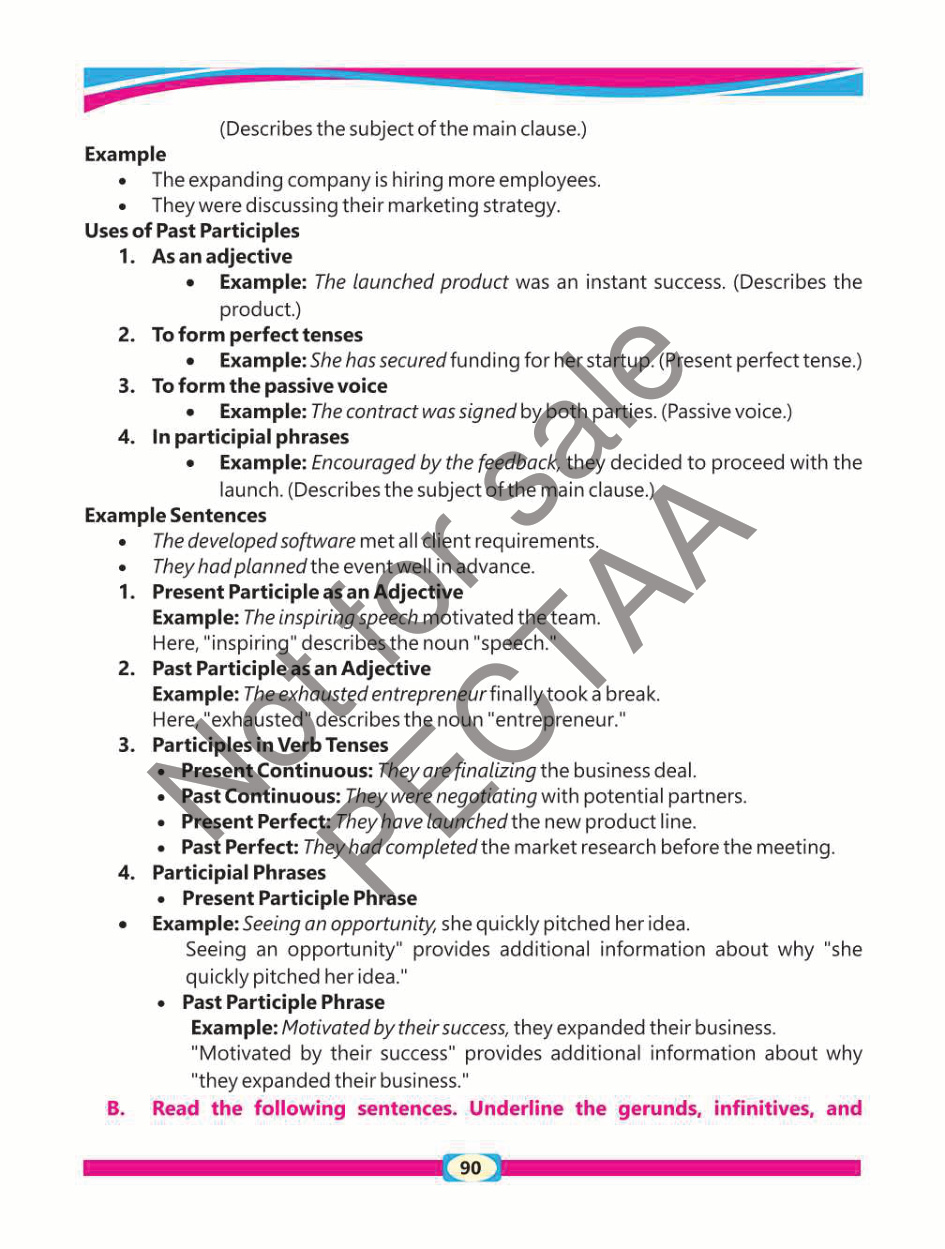 (Describes the subject of the main clause.)
Example
• The expanding company is hiring more employees.
• They were discussing their marketing strategy.
Uses of Past Participles
1. As an adjective
• Example: The launched product was an instant success. (Describes the
product.)
2. To form perfect tenses
• Example: She has secured funding for her startup. (Present perfect tense.)
3. To form the passive voice
• Example: The contract was signed by both parties. (Passive voice.)
4. In participial phrases
• Example: Encouraged by the feedback, they decided to proceed with the
launch. (Describes the subject of the main clause.)
Example Sentences
• The developed software met all client requirements.
• They had planned the event well in advance.
1. Present Participle as an Adjective
Example: The inspiring speech motivated the team.
Here, "inspiring" describes the noun "speech."
2. Past Participle as an Adjective
Example: The exhausted entrepreneur finally took a break.
Here, "exhausted" describes the noun "entrepreneur."
3. Participles in Verb Tenses
• Present Continuous: They are finalizing the business deal.
• Past Continuous: They were negotiating with potential partners.
• Present Perfect: They have launched the new product line.
• Past Perfect: They had completed the market research before the meeting.
4. Participial Phrases
• Present Participle Phrase
• Example: Seeing an opportunity, she quickly pitched her idea.
Seeing an opportunity" provides additional information about why "she
quickly pitched her idea."
• Past Participle Phrase
Example: Motivated by their success, they expanded their business.
"Motivated by their success" provides additional information about why
"they expanded their business."
B. Read the following sentences. Underline the gerunds, infinitives, and
90
Not for sale
PECTAA